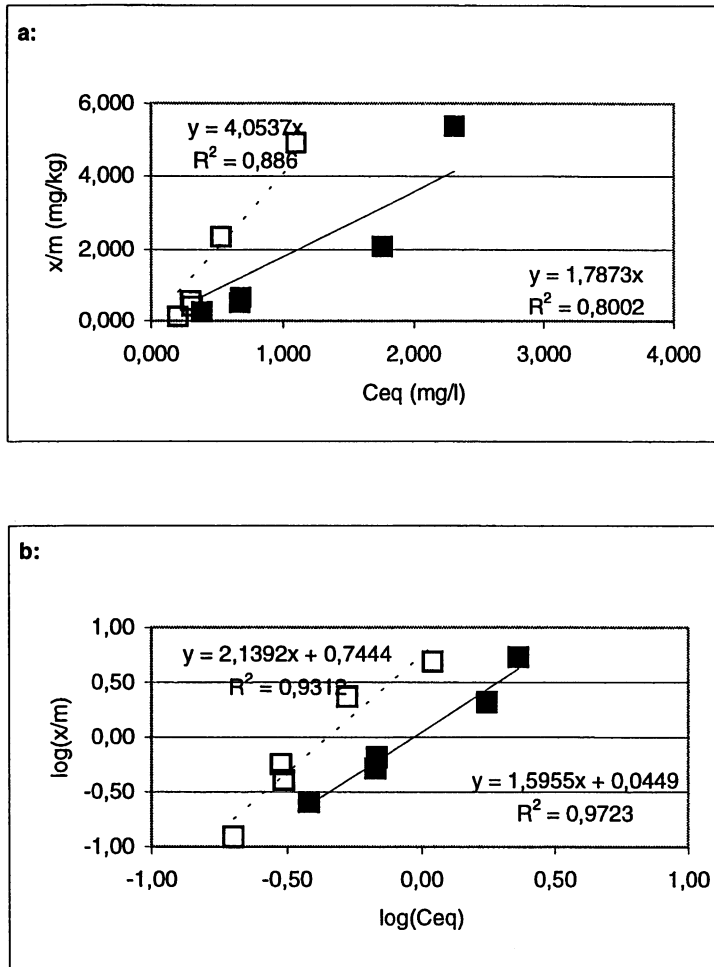 a:
6,000
4,000
2,000
0,000
x/m (mg/kg)
y = 4,0537x
R² = 0,886
y = 1,7873x
R² = 0,8002
0,000 1,000 2,000 3,000 4,000
Ceq (mg/l)
b:
1,00
0,50
0,00
-0,50
-1,00
log(x/m)
y = 2,1392x + 0,7444
R² = 0,9312
y = 1,5955x + 0,0449
R² = 0,9723
-1,00 -0,50 0,00 0,50 1,00
log(Ceq)